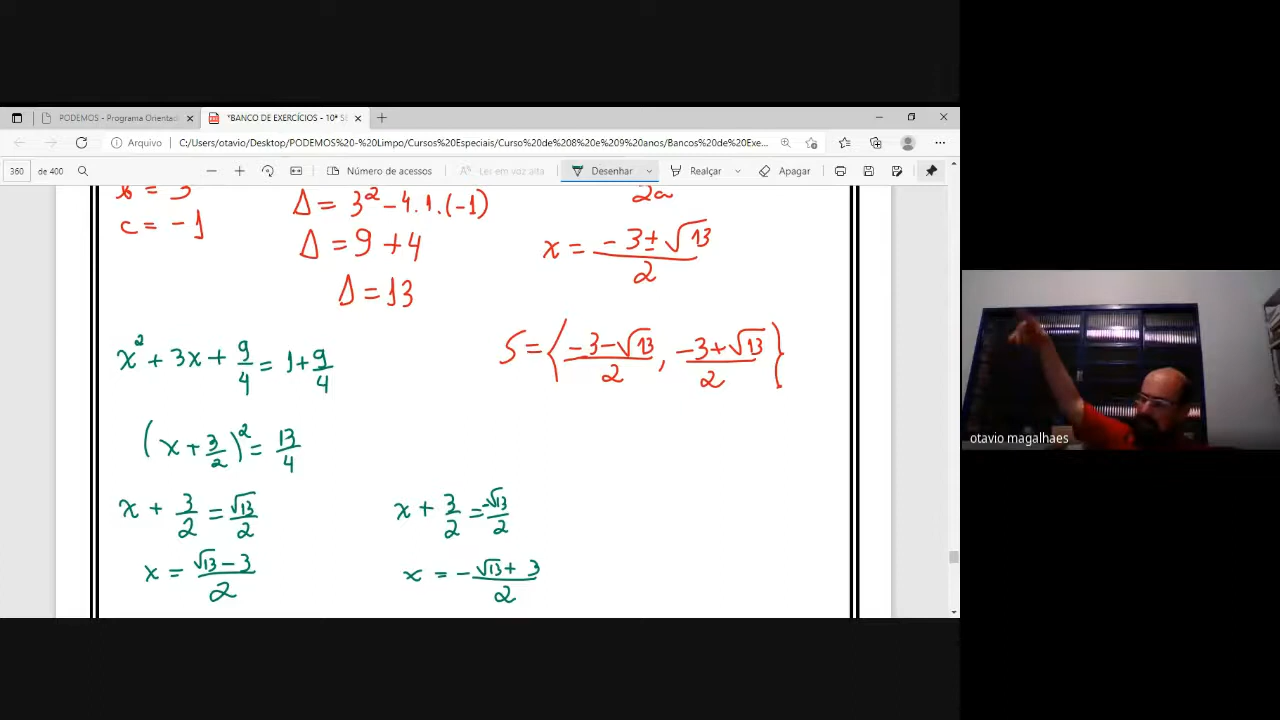 PODEMOS - Programa Orientad
*BANCO DE EXERCÍCIOS - 10ª SE
Arquivo
C:/Users/otavio/Desktop/PODEMOS%20-%20Limpo/Cursos%20Especiais/Curso%20de%208%20e%209%20anos/Bancos%20de%20Exe...
360 de 400
Número de acessos
Ler em voz alta
Desenhar
Realçar
Apagar
b = 3
c = -1
Δ = 3² - 4.1.(-1)
Δ = 9 + 4
Δ = 13
2a
x = (-3 ± √13)/2
S = {(-3-√13)/2, (-3+√13)/2}
x² + 3x + 9/4 = 1 + 9/4
(x + 3/2)² = 13/4
x + 3/2 = √13/2
x = (√13 - 3)/2
x + 3/2 = -√13/2
x = -(√13 + 3)/2
otavio magalhaes